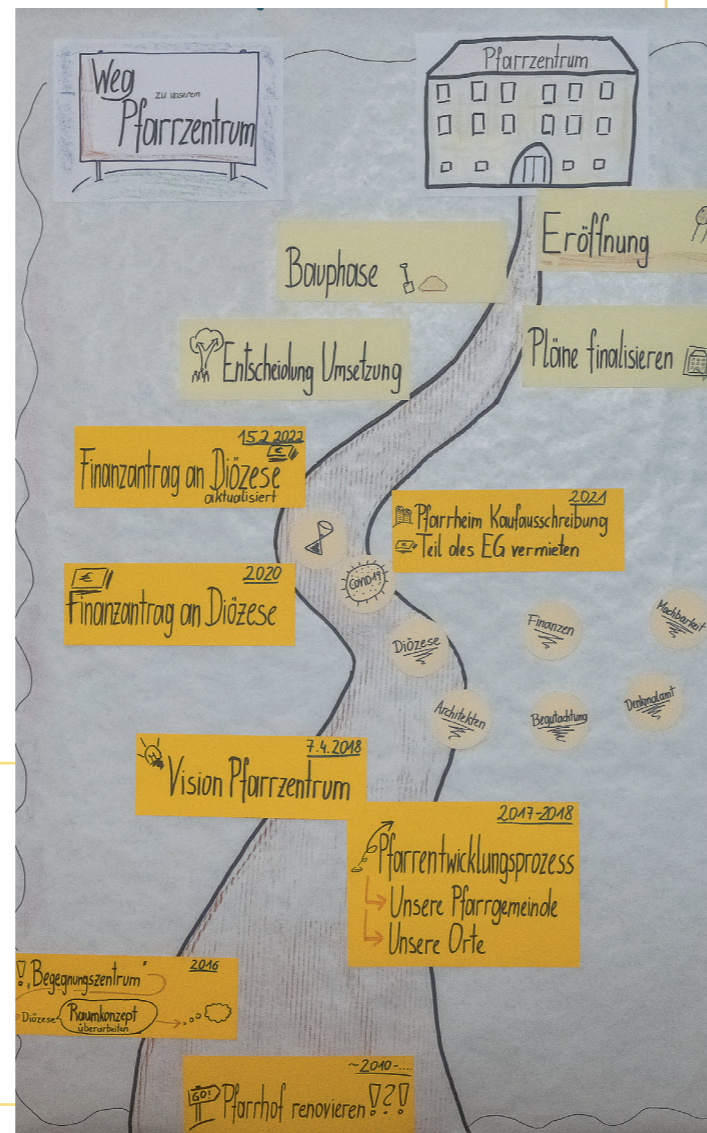 Weg
zu unserem
Pfarrzentrum
Pfarrzentrum
Eröffnung
Bauphase
Pläne finalisieren
Entscheidung Umsetzung
15.2.2022
Finanzantrag an Diözese
aktualisiert
2021
Pfarrheim Kaufausschreibung
Teil des EG vermieten
Covid19
2020
Finanzantrag an Diözese
Diözese
Finanzen
Machbarkeit
Architekten
Begutachtung
Denkmalamt
7.4.2018
Vision Pfarrzentrum
2017-2018
Pfarrentwicklungsprozess
Unsere Pfarrgemeinde
Unsere Orte
2016
! "Begegnungszentrum"
Diözese Raumkonzept
überarbeiten
~2010-....
GO! Pfarrhof renovieren !?!